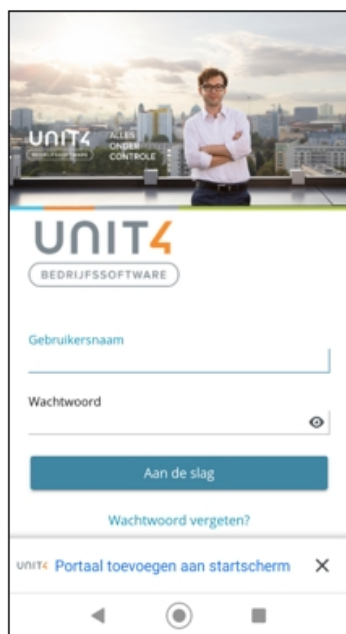 UNIT4
BEDRIJFSSOFTWARE
ALLES
ONDER
CONTROLE
UNIT4
BEDRIJFSSOFTWARE
Gebruikersnaam
Wachtwoord
Aan de slag
Wachtwoord vergeten?
UNIT4 Portaal toevoegen aan startscherm